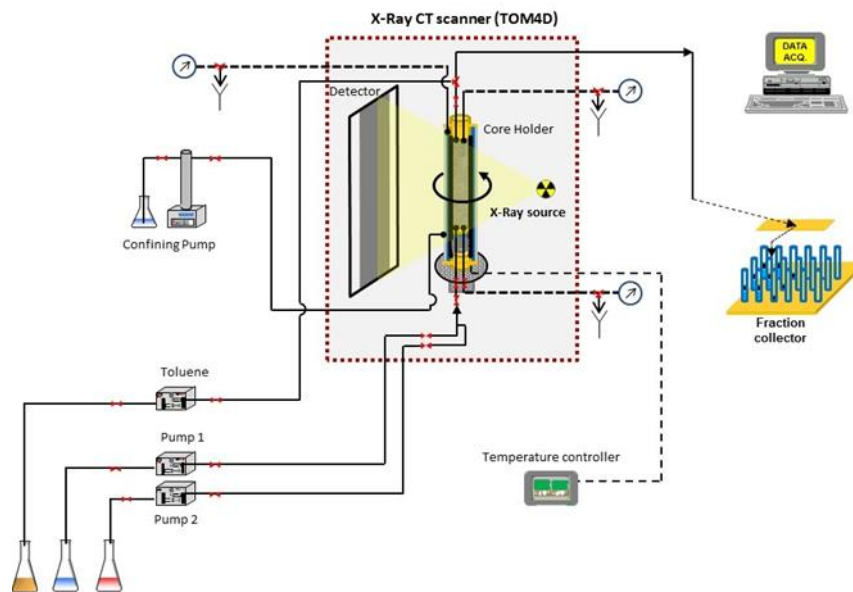 X-Ray CT scanner (TOM4D)
DATA
ACQ.
Detector
Core Holder
X-Ray source
Confining Pump
Fraction
collector
Toluene
Pump 1
Temperature controller
Pump 2